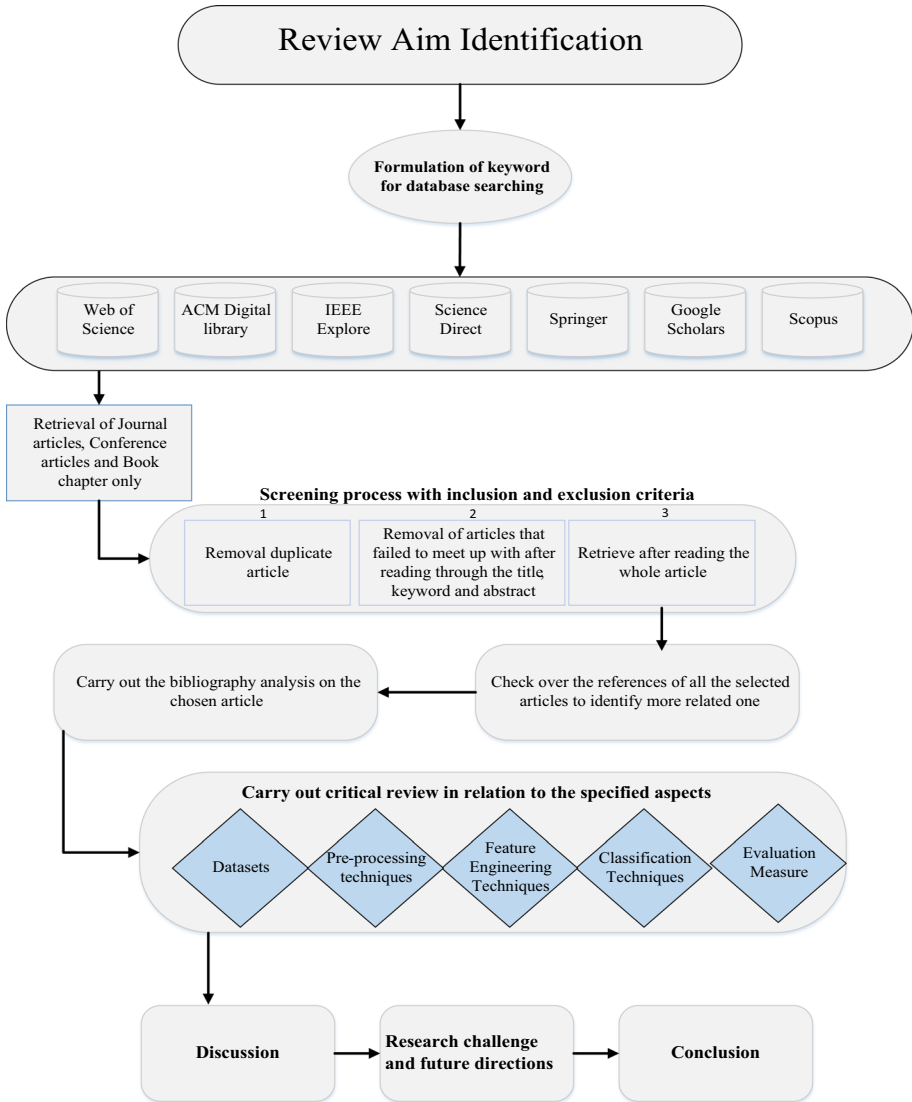 Review Aim Identification
Formulation of keyword
for database searching
Web of
Science
ACM Digital
library
IEEE
Explore
Science
Direct
Springer
Google
Scholars
Scopus
Retrieval of Journal
articles, Conference
articles and Book
chapter only
Screening process with inclusion and exclusion criteria
1
Removal duplicate
article
2
Removal of articles that
failed to meet up with after
reading through the title,
keyword and abstract
3
Retrieve after reading the
whole article
Check over the references of all the selected
articles to identify more related one
Carry out the bibliography analysis on the
chosen article
Carry out critical review in relation to the specified aspects
Datasets
Pre-processing
techniques
Feature
Engineering
Techniques
Classification
Techniques
Evaluation
Measure
Discussion
Research challenge
and future directions
Conclusion